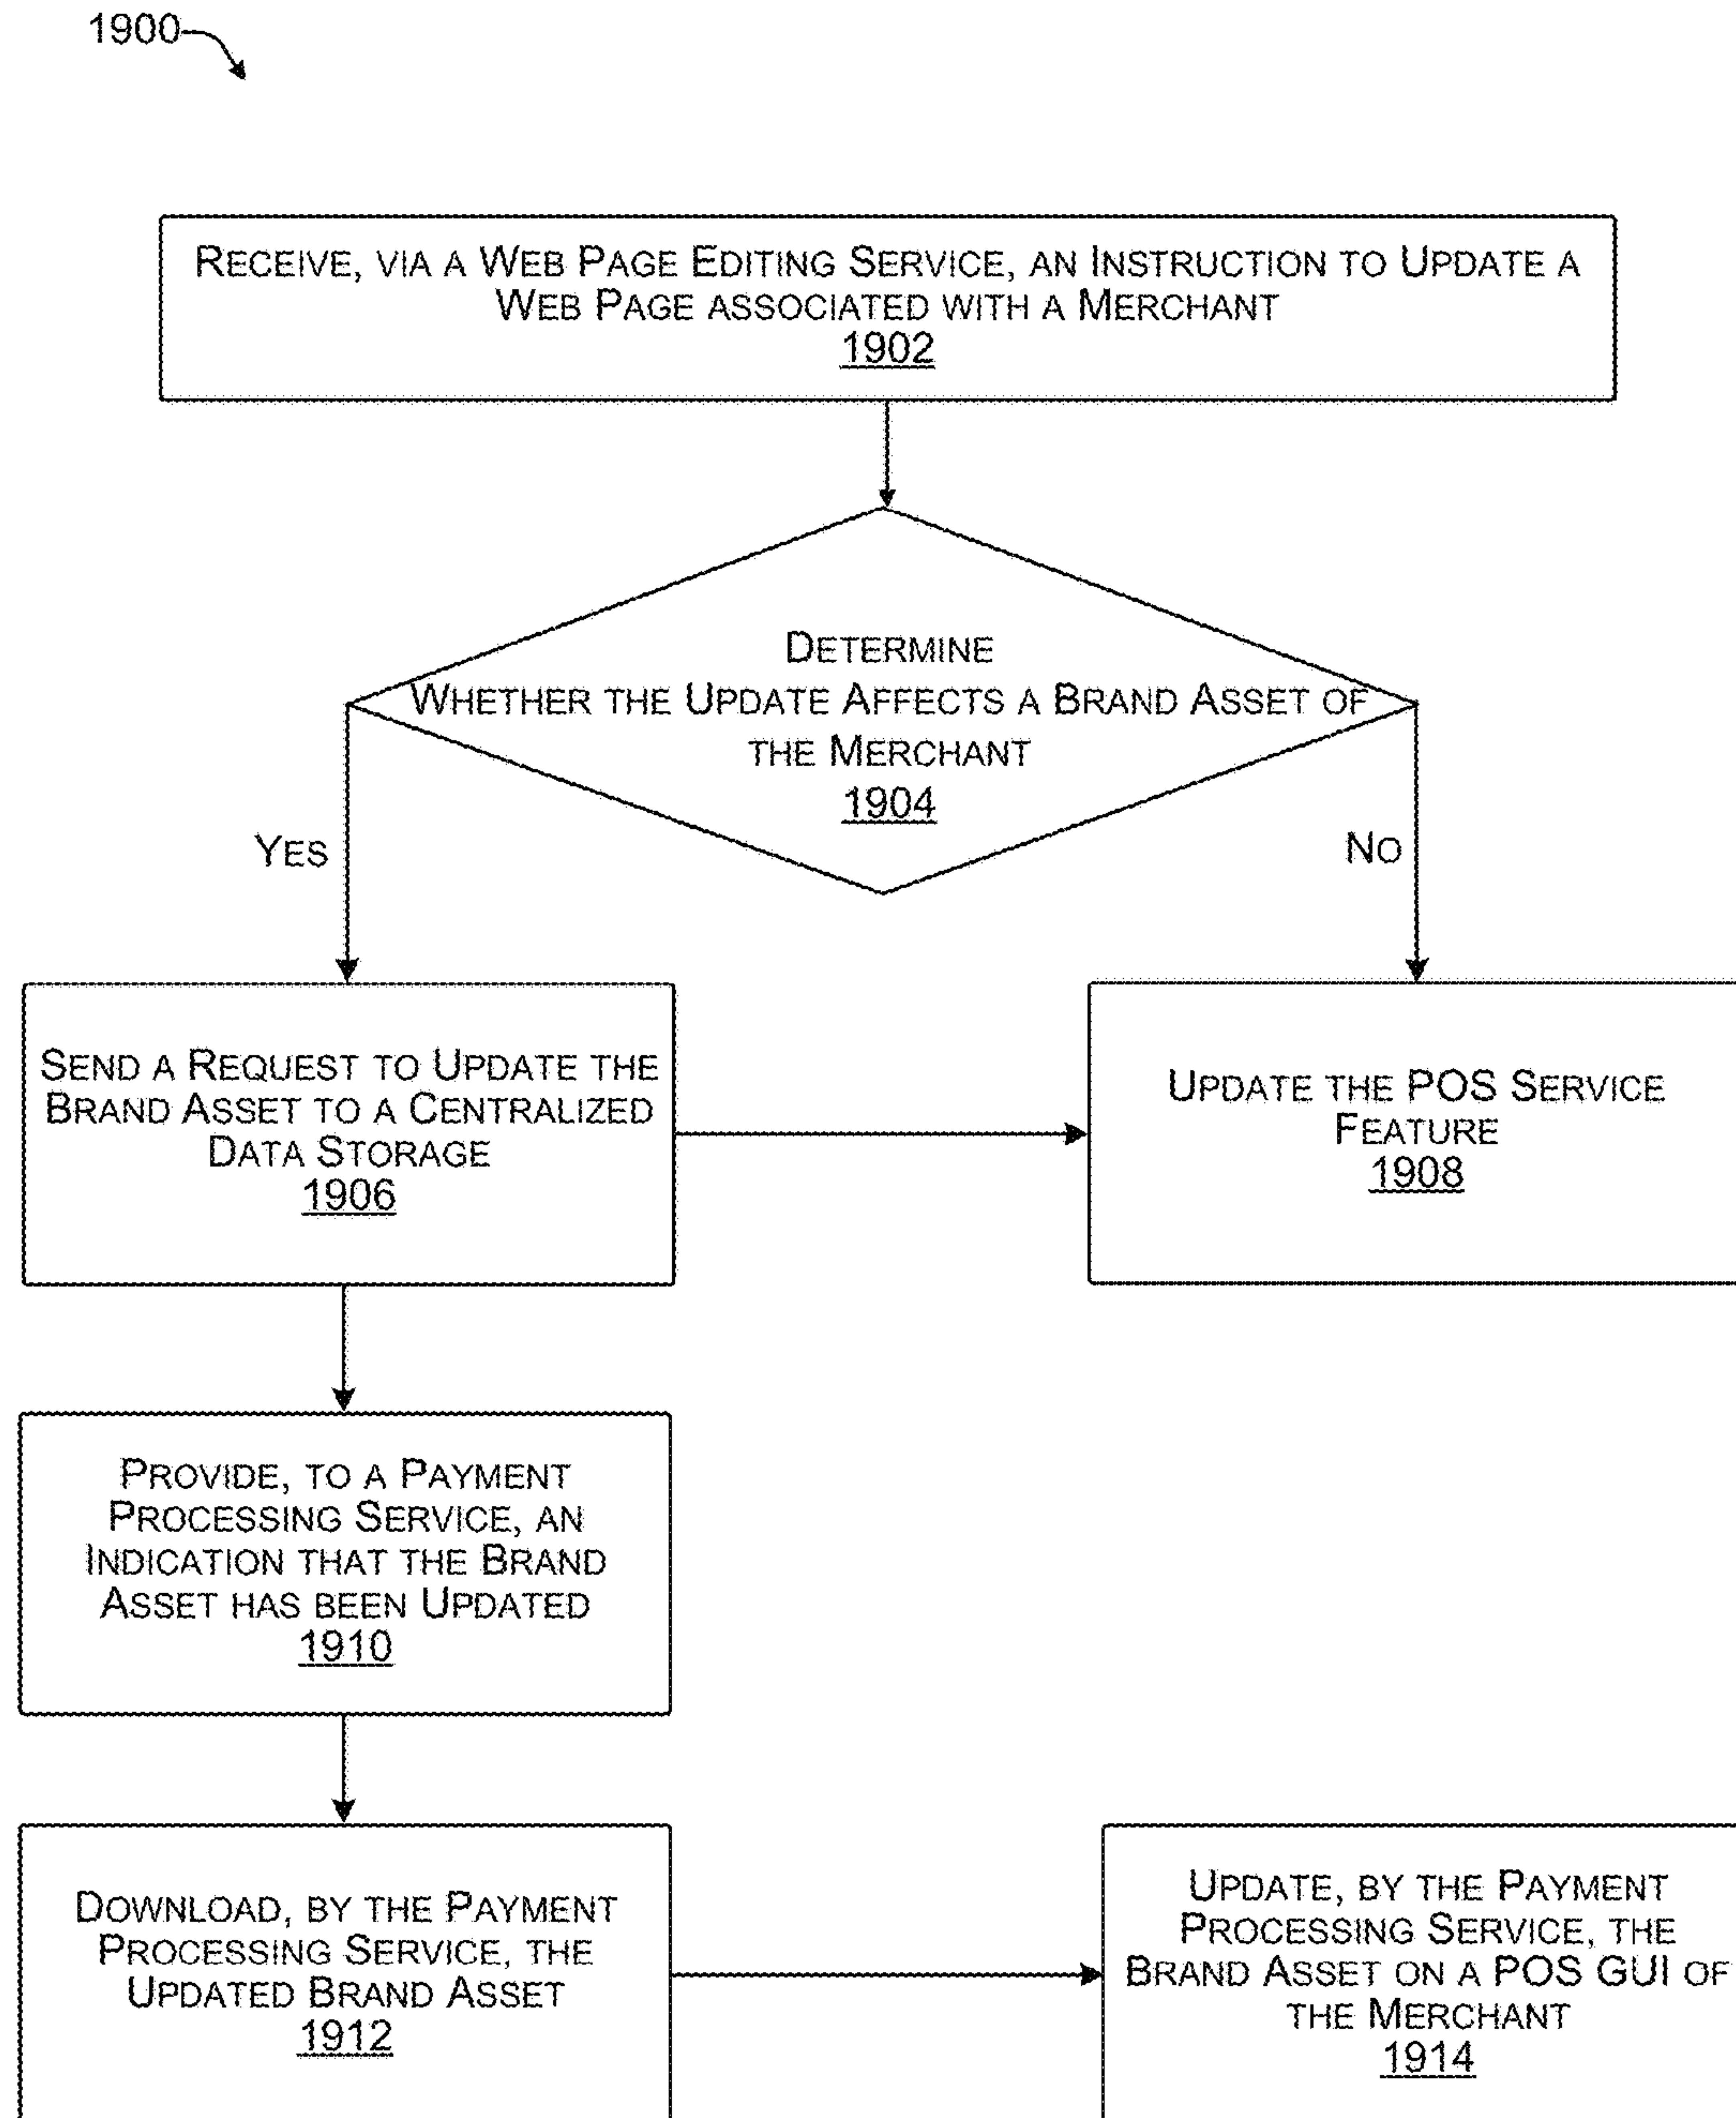 1900
RECEIVE, VIA A WEB PAGE EDITING SERVICE, AN INSTRUCTION TO UPDATE A
WEB PAGE ASSOCIATED WITH A MERCHANT
1902
DETERMINE
WHETHER THE UPDATE AFFECTS A BRAND ASSET OF
THE MERCHANT
1904
YES
NO
SEND A REQUEST TO UPDATE THE
BRAND ASSET TO A CENTRALIZED
DATA STORAGE
1906
UPDATE THE POS SERVICE
FEATURE
1908
PROVIDE, TO A PAYMENT
PROCESSING SERVICE, AN
INDICATION THAT THE BRAND
ASSET HAS BEEN UPDATED
1910
DOWNLOAD, BY THE PAYMENT
PROCESSING SERVICE, THE
UPDATED BRAND ASSET
1912
UPDATE, BY THE PAYMENT
PROCESSING SERVICE, THE
BRAND ASSET ON A POS GUI OF
THE MERCHANT
1914